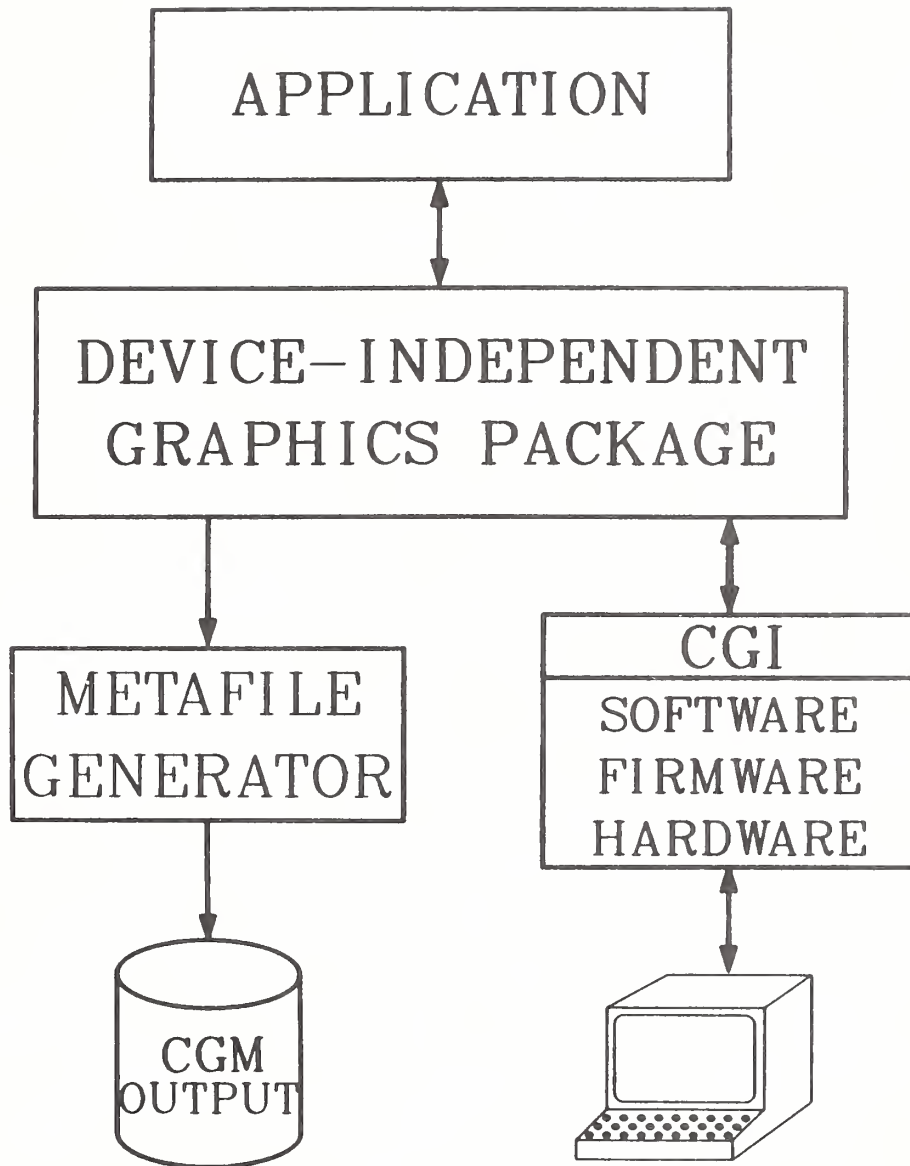 APPLICATION
DEVICE-INDEPENDENT
GRAPHICS PACKAGE
METAFILE
GENERATOR
CGI
SOFTWARE
FIRMWARE
HARDWARE
CGM
OUTPUT